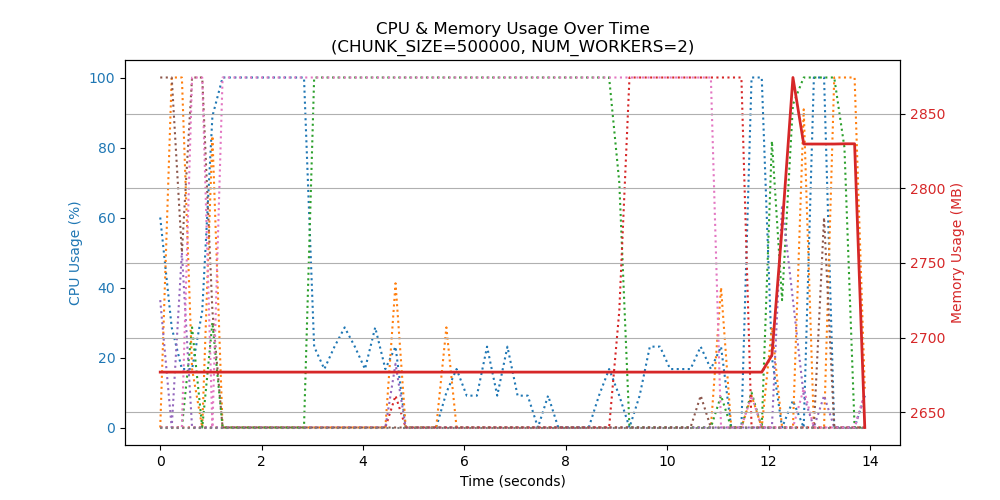 CPU & Memory Usage Over Time
(CHUNK_SIZE=500000, NUM_WORKERS=2)
100
80
60
40
20
0
CPU Usage (%)
2850
2800
2750
2700
2650
Memory Usage (MB)
0 2 4 6 8 10 12 14
Time (seconds)